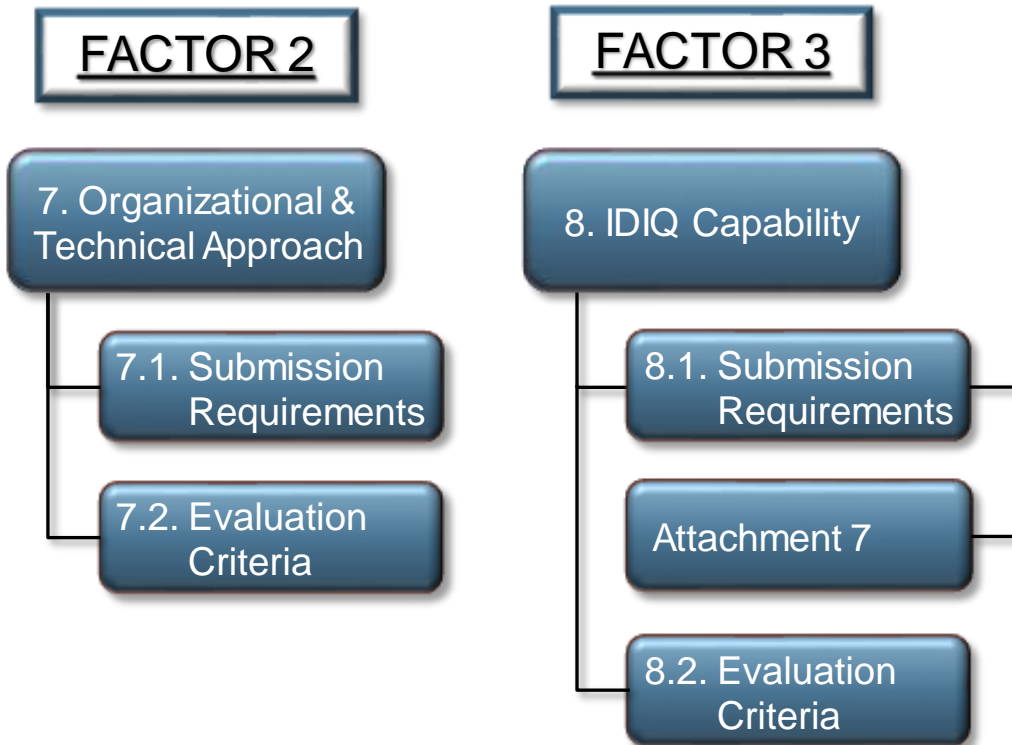 FACTOR 2
7. Organizational &
Technical Approach
7.1. Submission
Requirements
7.2. Evaluation
Criteria
FACTOR 3
8. IDIQ Capability
8.1. Submission
Requirements
Attachment 7
8.2. Evaluation
Criteria